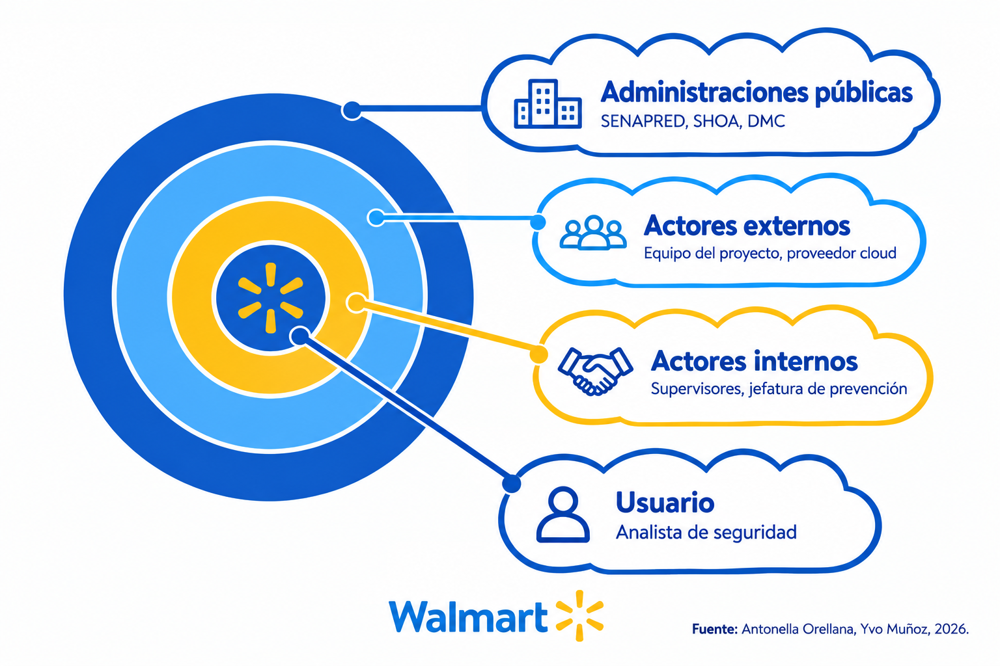 Administraciones públicas
SENAPRED, SHOA, DMC
Actores externos
Equipo del proyecto, proveedor cloud
Actores internos
Supervisores, jefatura de prevención
Usuario
Analista de seguridad
Walmart
Fuente: Antonella Orellana, Yvo Muñoz, 2026.